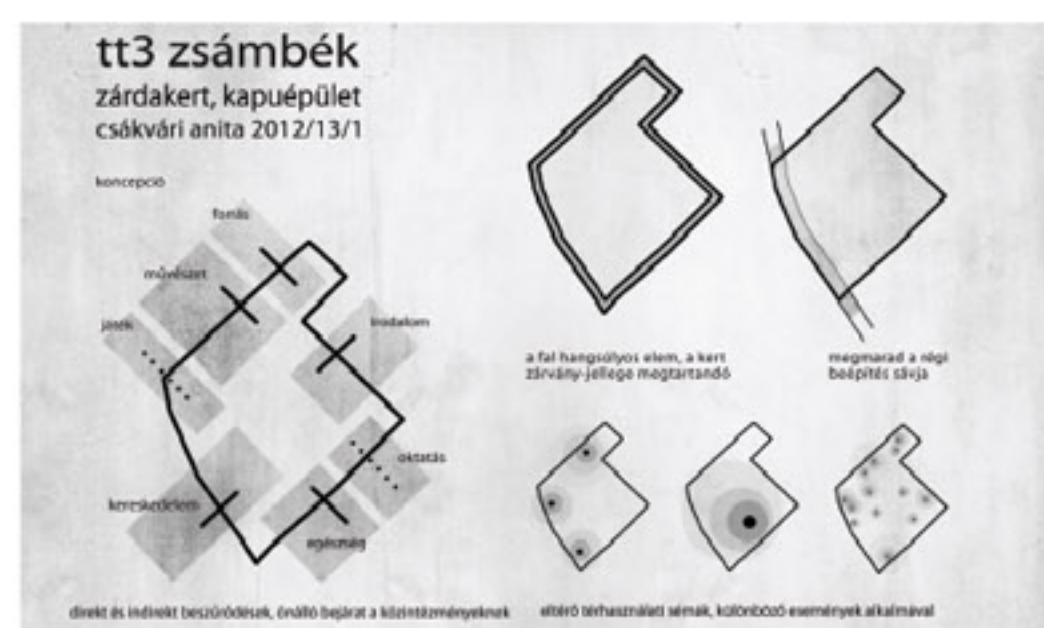 tt3 zsámbék
zárdakert, kapuépület
csákvári anita 2012/13/1
koncepció
forrás
művészet
játék
irodalom
oktatás
kereskedelem
egészség
direkt és indirekt beszűrődések, önálló bejárat a közintézményeknek
a fal hangsúlyos elem, a kert
zárvány-jellege megtartandó
megmarad a régi
beépítés sávja
eltérő térhasználati sémák, különböző események alkalmával